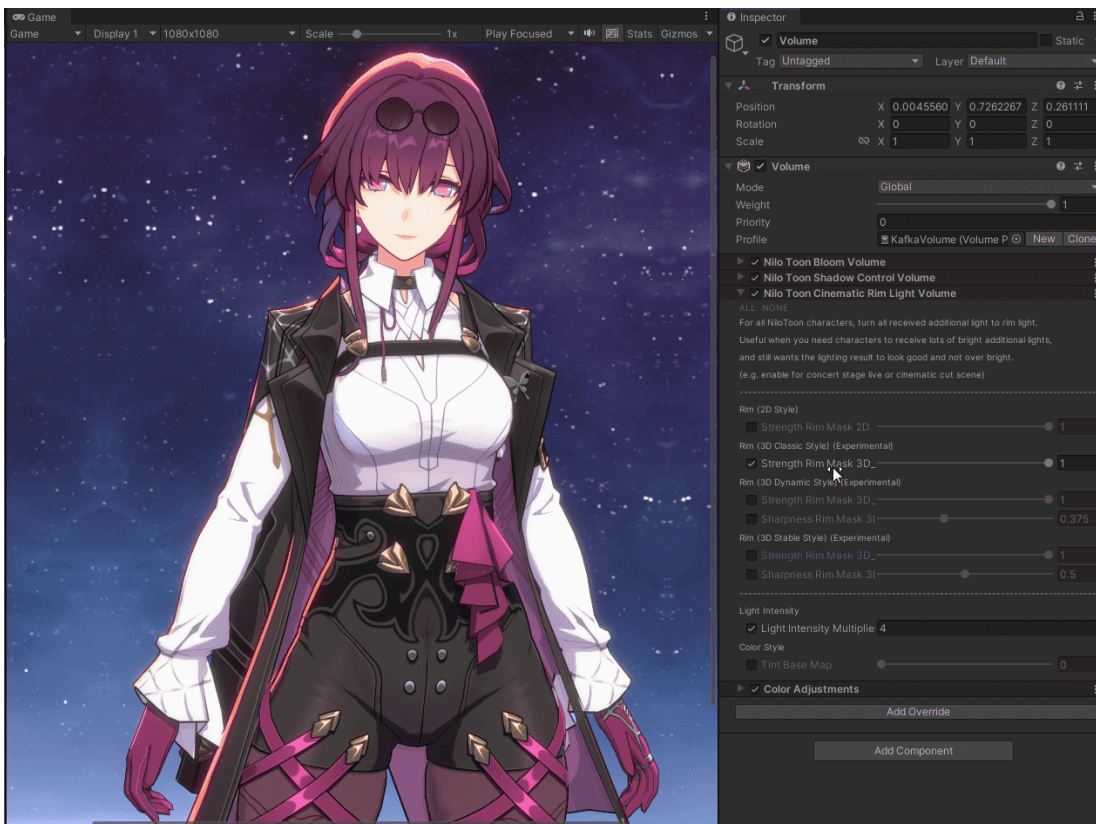 Game
Game Display 1 1080x1080 Scale 1x Play Focused Stats Gizmos
Inspector
Volume Static
Tag Untagged Layer Default
Transform
Position X 0.0045560 Y 0.7262267 Z 0.261111
Rotation X 0 Y 0 Z 0
Scale X 1 Y 1 Z 1
Volume
Mode Global
Weight 1
Priority 0
Profile KafkaVolume (Volume P New Clone
Nilo Toon Bloom Volume
Nilo Toon Shadow Control Volume
Nilo Toon Cinematic Rim Light Volume
ALL NONE
For all NiloToon characters, turn all received additional light to rim light.
Useful when you need characters to receive lots of bright additional lights,
and still wants the lighting result to look good and not over bright.
(e.g. enable for concert stage live or cinematic cut scene)
Rim (2D Style)
Strength Rim Mask 2D 1
Rim (3D Classic Style) (Experimental)
Strength Rim Mask 3D_ 1
Rim (3D Dynamic Style) (Experimental)
Strength Rim Mask 3D_ 1
Sharpness Rim Mask 3I 0.375
Rim (3D Stable Style) (Experimental)
Strength Rim Mask 3D_ 1
Sharpness Rim Mask 3I 0.5
Light Intensity
Light Intensity Multiplie 4
Color Style
Tint Base Map 0
Color Adjustments
Add Override
Add Component